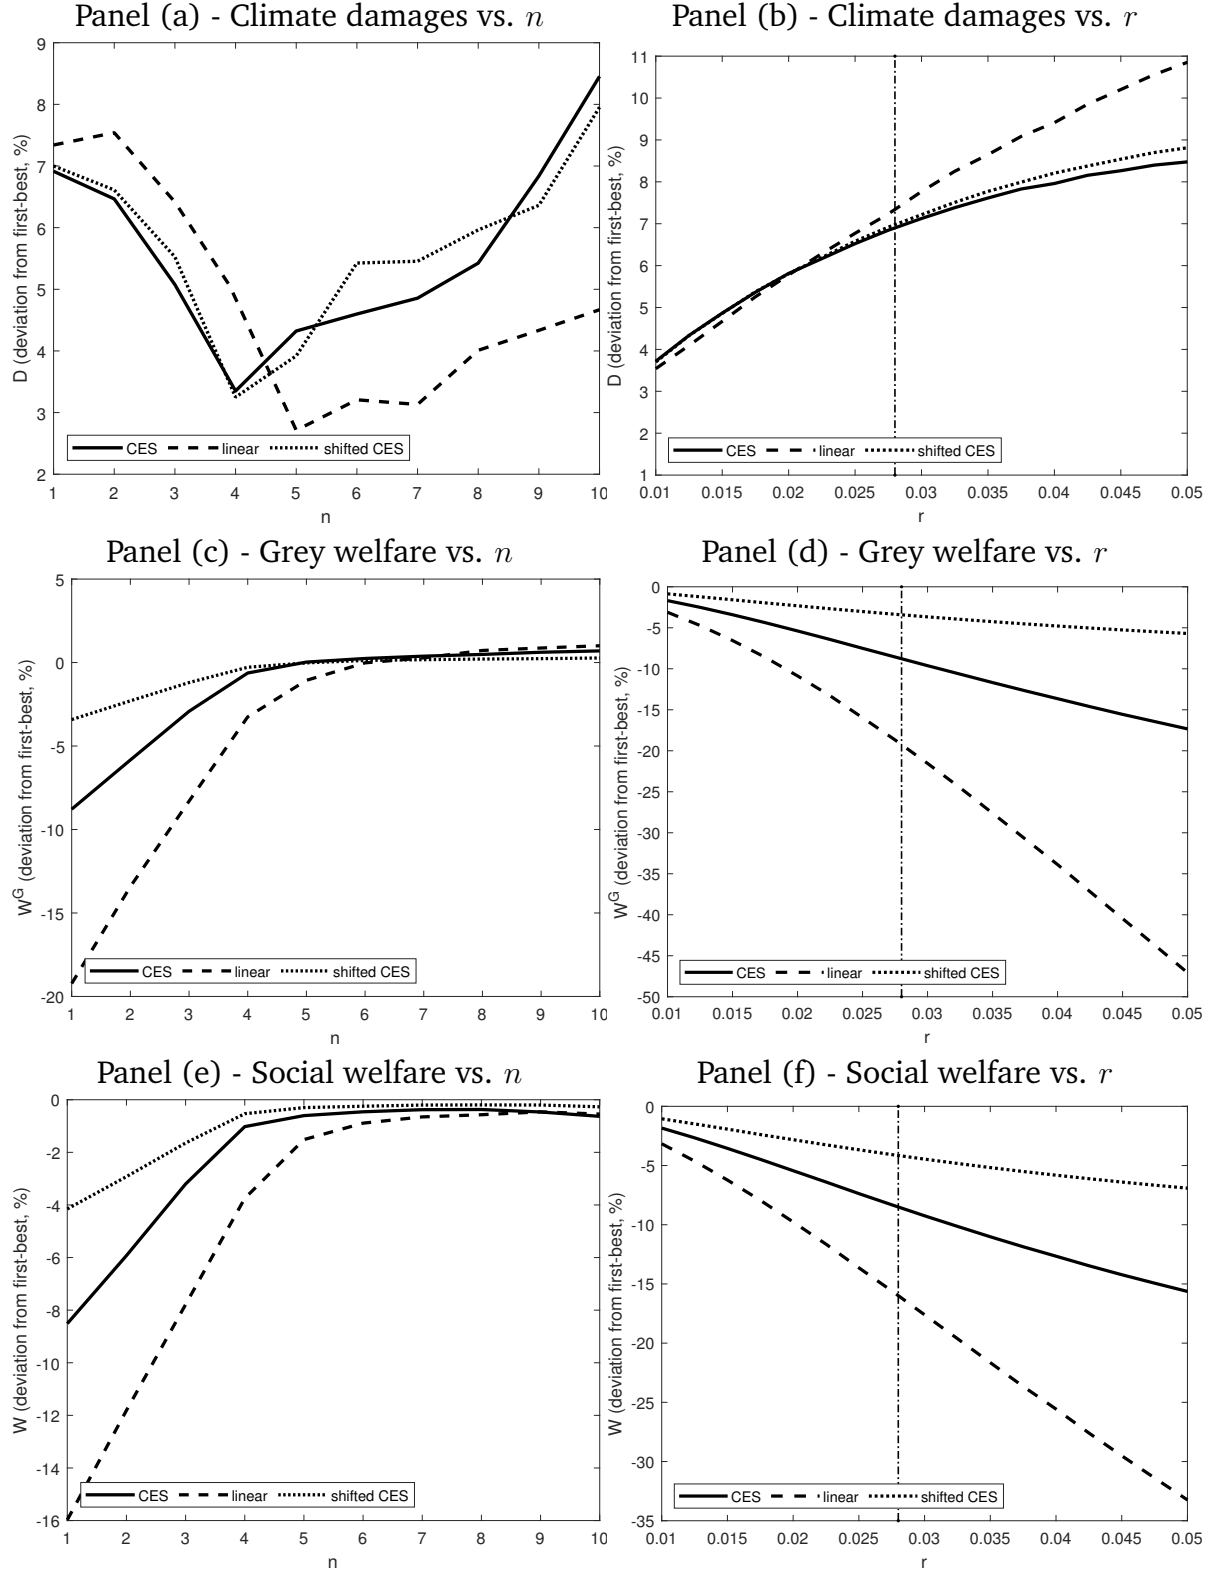 Panel (a) - Climate damages vs. n
9
8
7
6
5
4
3
2
D (deviation from first-best, %)
CES linear shifted CES
1 2 3 4 5 6 7 8 9 10
n
Panel (b) - Climate damages vs. r
11
10
9
8
7
6
5
4
3
2
1
D (deviation from first-best, %)
CES linear shifted CES
0.01 0.015 0.02 0.025 0.03 0.035 0.04 0.045 0.05
r
Panel (c) - Grey welfare vs. n
5
0
-5
-10
-15
-20
W^G (deviation from first-best, %)
CES linear shifted CES
1 2 3 4 5 6 7 8 9 10
n
Panel (d) - Grey welfare vs. r
0
-5
-10
-15
-20
-25
-30
-35
-40
-45
-50
W^G (deviation from first-best, %)
CES linear shifted CES
0.01 0.015 0.02 0.025 0.03 0.035 0.04 0.045 0.05
r
Panel (e) - Social welfare vs. n
0
-2
-4
-6
-8
-10
-12
-14
-16
W (deviation from first-best, %)
CES linear shifted CES
1 2 3 4 5 6 7 8 9 10
n
Panel (f) - Social welfare vs. r
0
-5
-10
-15
-20
-25
-30
-35
W (deviation from first-best, %)
CES linear shifted CES
0.01 0.015 0.02 0.025 0.03 0.035 0.04 0.045 0.05
r